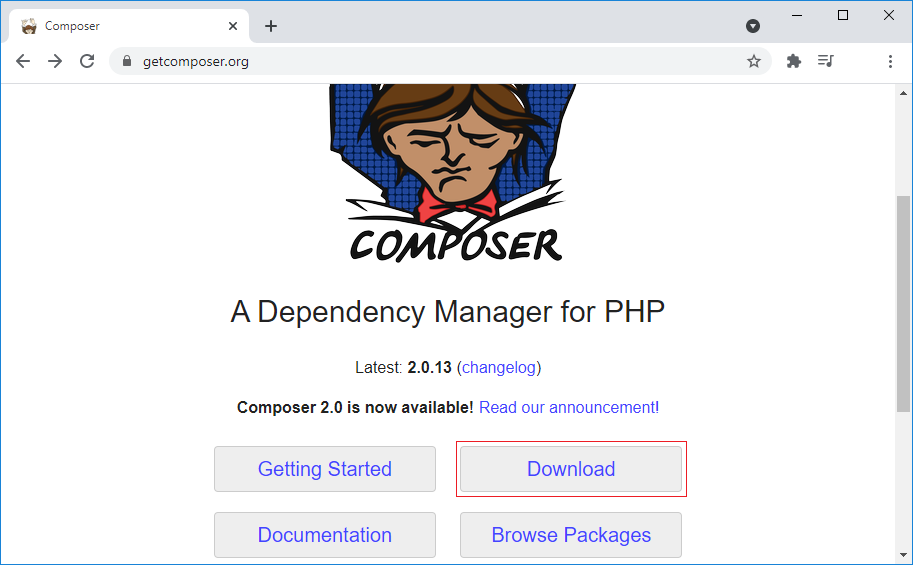 Composer
getcomposer.org
COMPOSER
A Dependency Manager for PHP
Latest: 2.0.13 (changelog)
Composer 2.0 is now available! Read our announcement!
Getting Started
Download
Documentation
Browse Packages